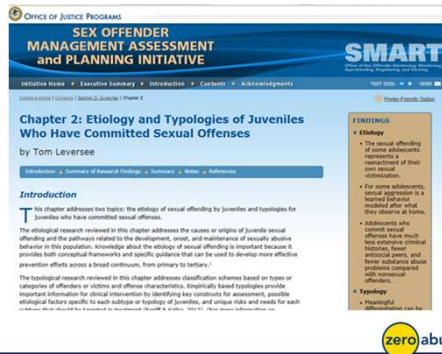 OFFICE OF JUSTICE PROGRAMS
SEX OFFENDER
MANAGEMENT ASSESSMENT
and PLANNING INITIATIVE
SMART
Initiative Home • Executive Summary • Introduction • Contents • Acknowledgments
TEXT SIZE:
SEND
Initiative Home | Contents | Section 2: Juveniles | Chapter 2
Printer-Friendly Option
Chapter 2: Etiology and Typologies of Juveniles
Who Have Committed Sexual Offenses
by Tom Leversee
Introduction Summary of Research Findings Summary Notes References
Introduction
This chapter addresses two topics: the etiology of sexual offending by juveniles and typologies for
juveniles who have committed sexual offenses.
The etiological research reviewed in this chapter addresses the causes or origins of juvenile sexual
offending and the pathways related to the development, onset, and maintenance of sexually abusive
behavior in this population. Knowledge about the etiology of sexual offending is important because it
provides both conceptual frameworks and specific guidance that can be used to develop more effective
prevention efforts across a broad continuum, from primary to tertiary.
The typological research reviewed in this chapter addresses classification schemes based on types or
categories of offenders or victims and offense characteristics. Empirically based typologies provide
important information for clinical intervention by identifying key constructs for assessment, possible
etiological factors specific to each subtype or typology of juveniles, and unique risks and needs for each
FINDINGS
• Etiology
• The sexual offending
of some adolescents
represents a
reenactment of their
own sexual
victimization.
• For some adolescents,
sexual aggression is a
learned behavior
modeled after what
they observe at home.
• Adolescents who
commit sexual
offenses have much
less extensive criminal
histories, fewer
antisocial peers, and
fewer substance abuse
problems compared
with nonsexual
offenders.
• Typology
• Meaningful
zero abu